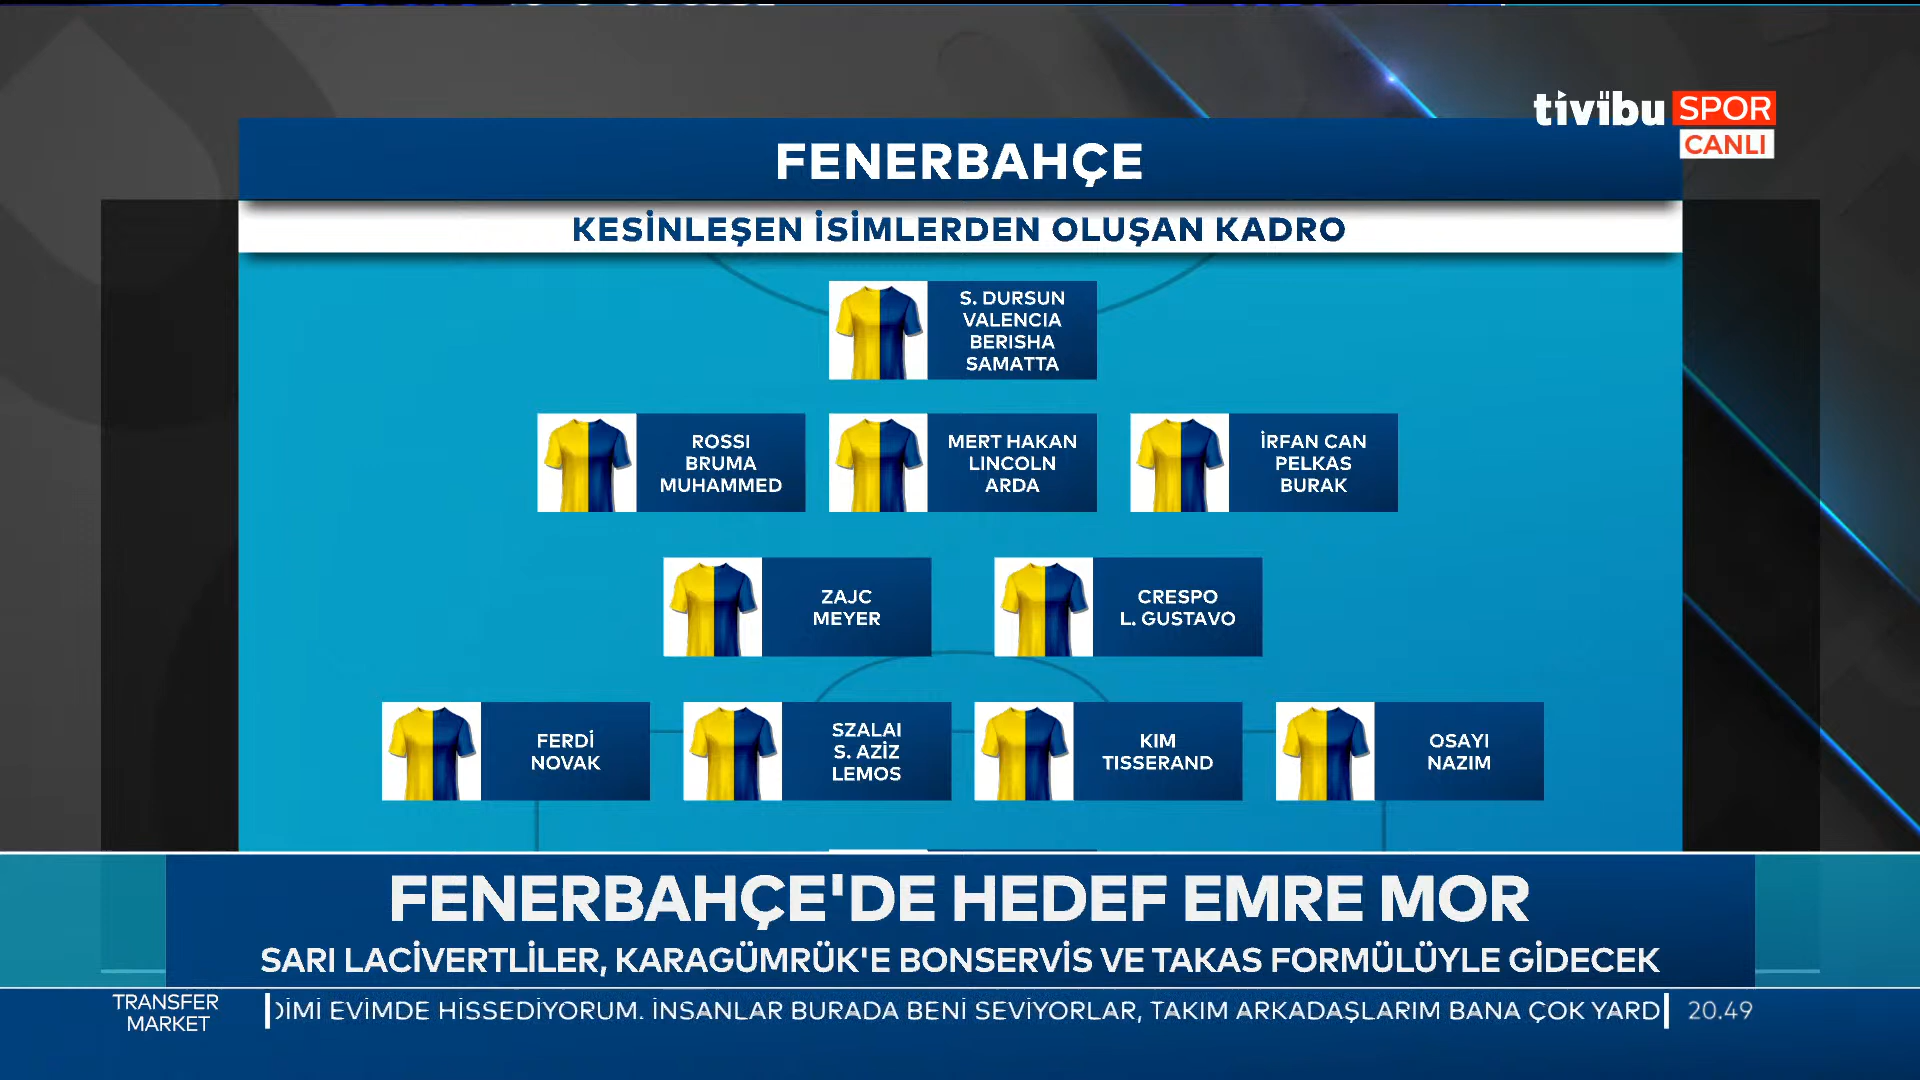 tivibu SPOR
CANLI
FENERBAHÇE
KESİNLEŞEN İSİMLERDEN OLUŞAN KADRO
S. DURSUN
VALENCIA
BERISHA
SAMATTA
ROSSI
BRUMA
MUHAMMED
MERT HAKAN
LINCOLN
ARDA
İRFAN CAN
PELKAS
BURAK
ZAJC
MEYER
CRESPO
L. GUSTAVO
FERDİ
NOVAK
SZALAI
S. AZİZ
LEMOS
KIM
TISSERAND
OSAYI
NAZIM
FENERBAHÇE'DE HEDEF EMRE MOR
SARI LACİVERTLİLER, KARAGÜMRÜK'E BONSERVİS VE TAKAS FORMÜLÜYLE GİDECEK
TRANSFER
MARKET
DİMİ EVİMDE HİSSEDİYORUM. İNSANLAR BURADA BENİ SEVİYORLAR, TAKIM ARKADAŞLARIM BANA ÇOK YARD
20.49